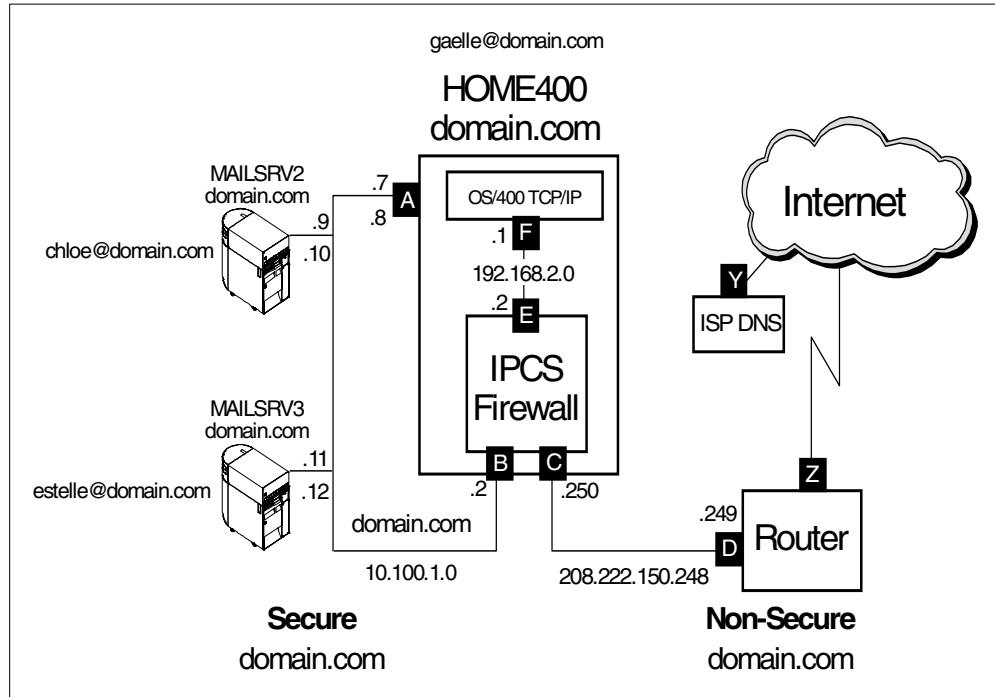 gaelle@domain.com
HOME400
domain.com
MAILSRV2
domain.com
chloe@domain.com
.9
.10
.7
.8
A
OS/400 TCP/IP
.1
F
192.168.2.0
.2
E
IPCS
Firewall
B
C
.2
.250
Internet
Y
ISP DNS
MAILSRV3
domain.com
estelle@domain.com
.11
.12
domain.com
10.100.1.0
Z
.249
D
Router
208.222.150.248
Secure
domain.com
Non-Secure
domain.com